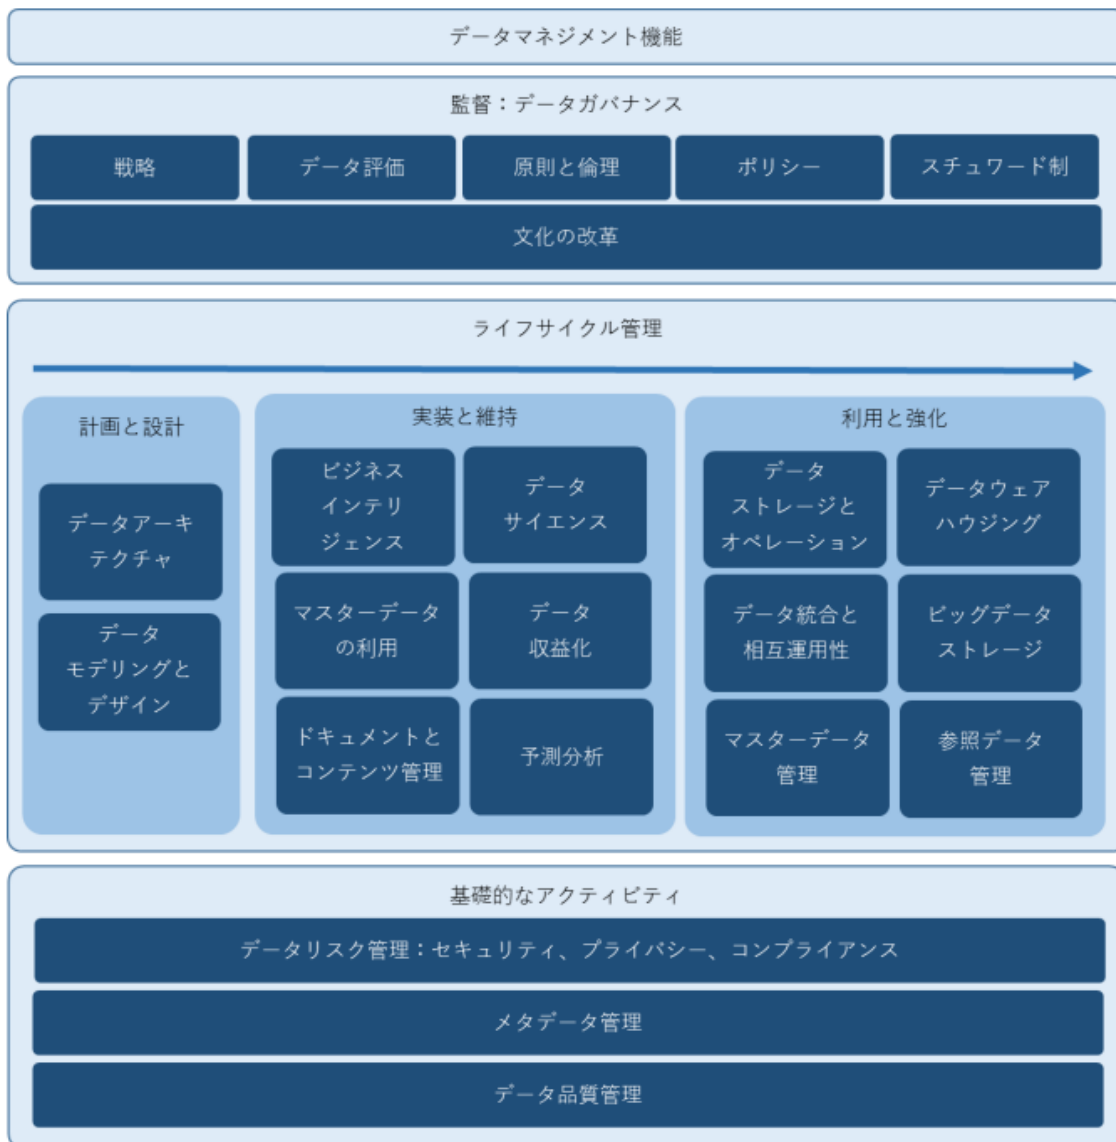 データマネジメント機能
監督：データガバナンス
戦略
データ評価
原則と倫理
ポリシー
スチュワード制
文化の改革
ライフサイクル管理
計画と設計
データアーキ
テクチャ
データ
モデリングと
デザイン
実装と維持
ビジネス
インテリ
ジェンス
データ
サイエンス
マスターデータ
の利用
データ
収益化
ドキュメントと
コンテンツ管理
予測分析
利用と強化
データ
ストレージと
オペレーション
データウェア
ハウジング
データ統合と
相互運用性
ビッグデータ
ストレージ
マスターデータ
管理
参照データ
管理
基礎的なアクティビティ
データリスク管理：セキュリティ、プライバシー、コンプライアンス
メタデータ管理
データ品質管理